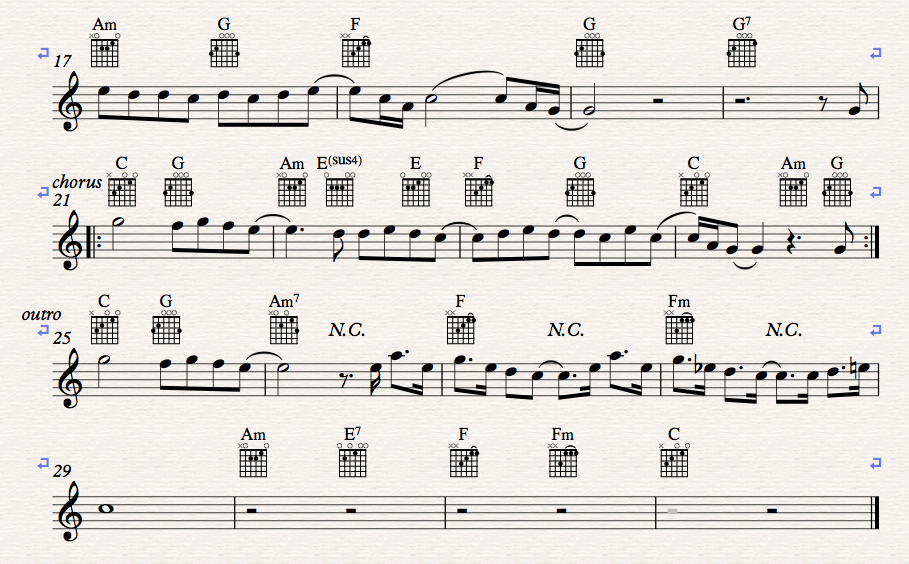 Am G F G G7
17
C G Am E(sus4) E F G C Am G
chorus
21
C G Am7 F Fm
outro
N.C. N.C. N.C.
25
Am E7 F Fm C
29